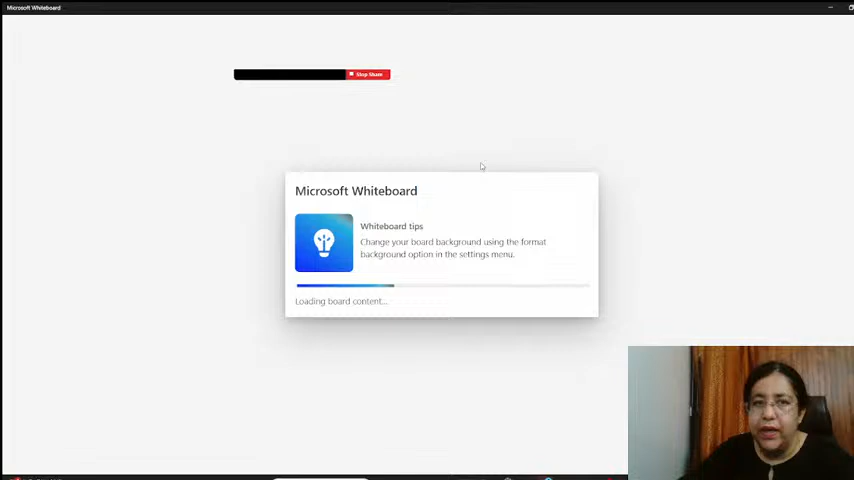 Microsoft Whiteboard
Stop Share
Microsoft Whiteboard
Whiteboard tips
Change your board background using the format
background option in the settings menu.
Loading board content...